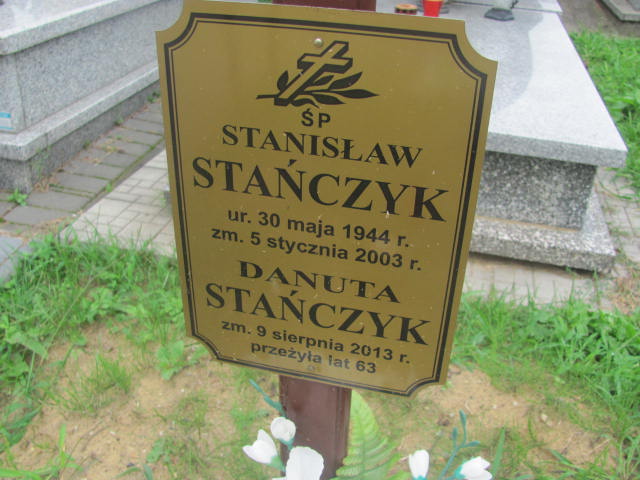 ŚP
STANISŁAW
STAŃCZYK
ur. 30 maja 1944 r.
zm. 5 stycznia 2003 r.
DANUTA
STAŃCZYK
zm. 9 sierpnia 2013 r.
przeżyła lat 63